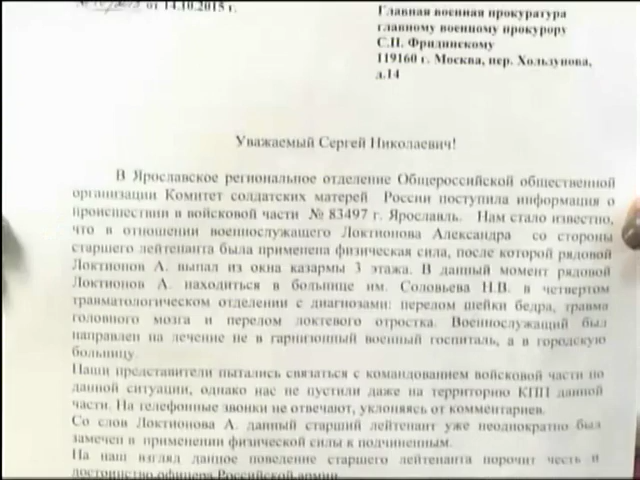 от 14.10.2015 г.
Главная военная прокуратура
главному военному прокурору
С.Н. Фридинскому
119160 г. Москва, пер. Хользунова,
д.14
Уважаемый Сергей Николаевич!
В Ярославское региональное отделение Общероссийской общественной
организации Комитет солдатских матерей России поступила информация о
происшествии в войсковой части № 83497 г. Ярославль. Нам стало известно,
что в отношении военнослужащего Локтионова Александра со стороны
старшего лейтенанта была применена физическая сила, после которой рядовой
Локтионов А. выпал из окна казармы 3 этажа. В данный момент рядовой
Локтионов А. находиться в больнице им. Соловьева Н.В. в четвертом
травматологическом отделении с диагнозами: перелом шейки бедра, травма
головного мозга и перелом локтевого отростка. Военнослужащий был
направлен на лечение не в гарнизонный военный госпиталь, а в городскую
больницу.
Наши представители пытались связаться с командованием войсковой части по
данной ситуации, однако нас не пустили даже на территорию КПП данной
части. На телефонные звонки не отвечают, уклоняясь от комментариев.
Со слов Локтионова А. данный старший лейтенант уже неоднократно был
замечен в применении физической силы к подчиненным.
На наш взгляд данное поведение старшего лейтенанта порочит честь и
достоинство офицера Российской армии